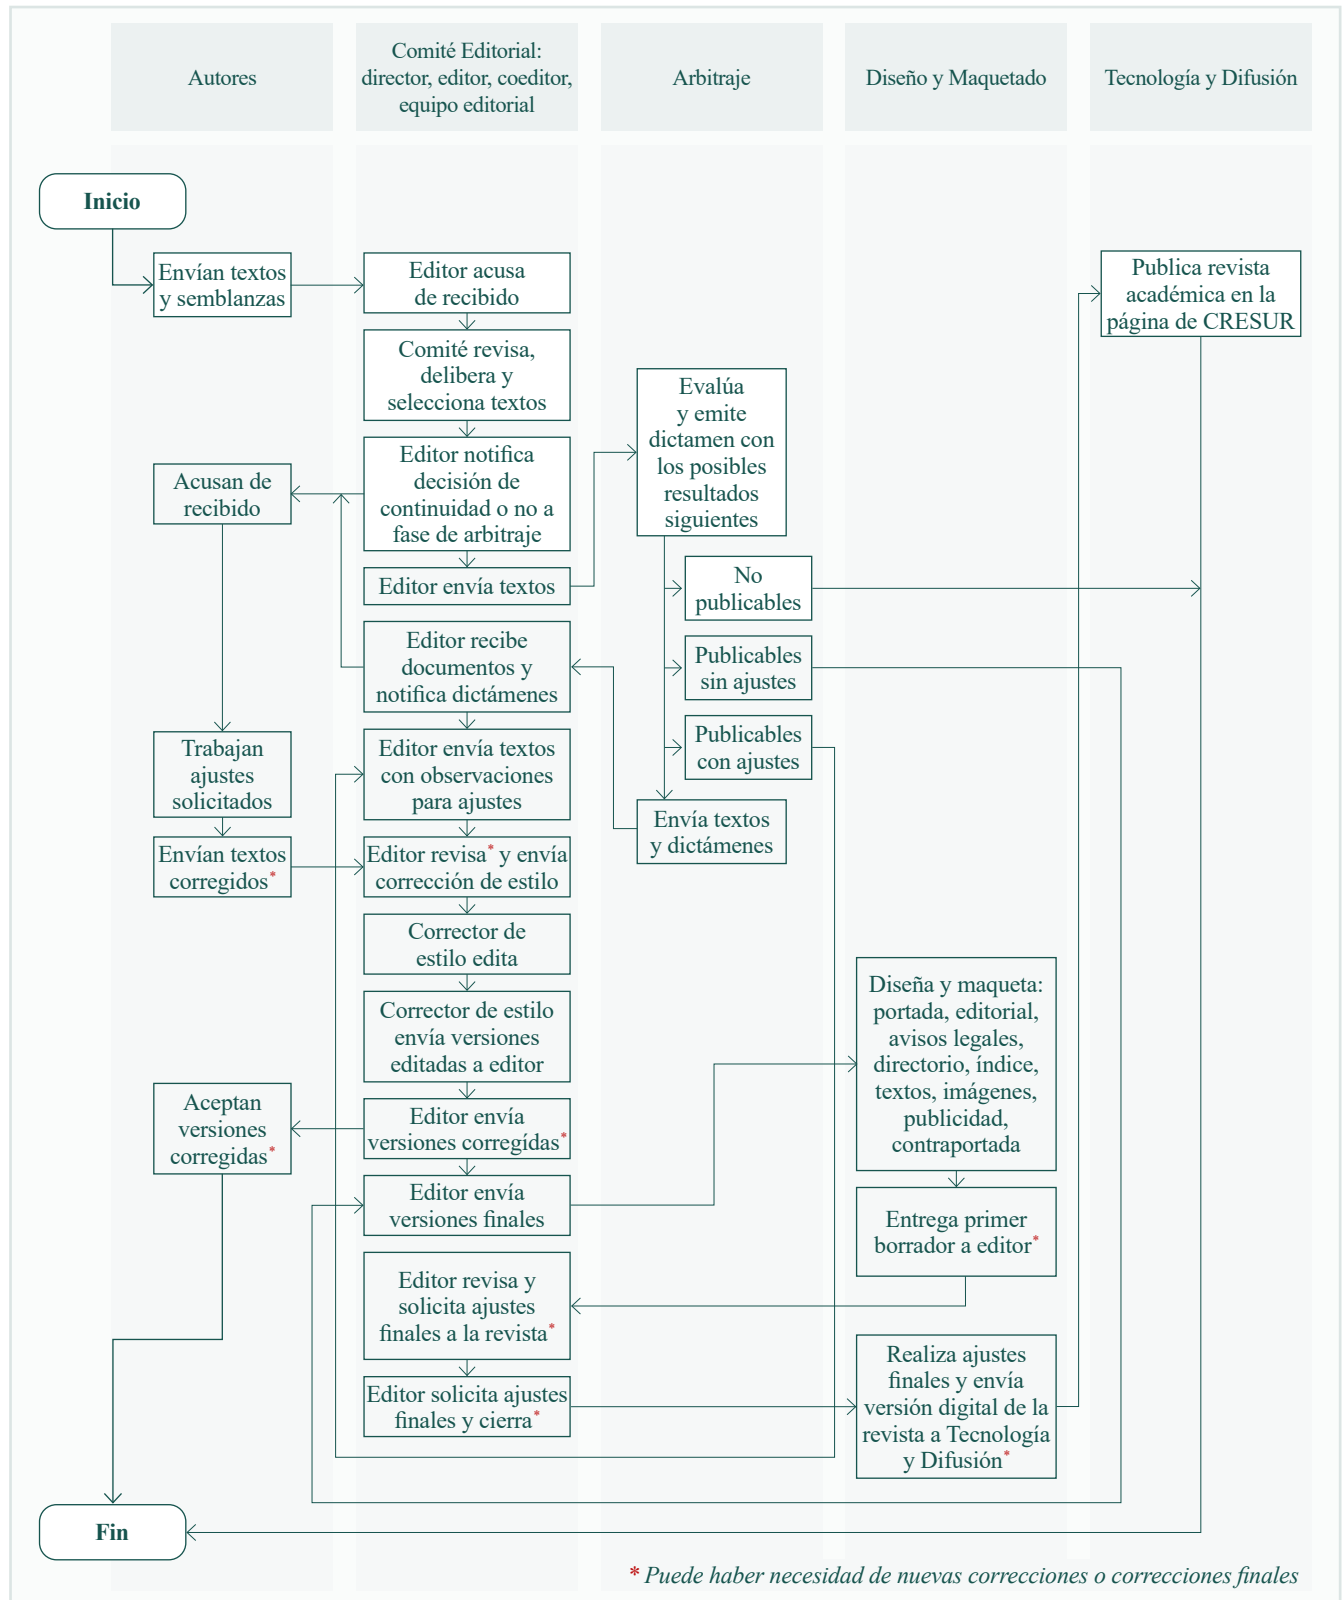 Autores
Comité Editorial:
director, editor, coeditor,
equipo editorial
Arbitraje
Diseño y Maquetado
Tecnología y Difusión
Inicio
Envían textos
y semblanzas
Editor acusa
de recibido
Publica revista
académica en la
página de CRESUR
Comité revisa,
delibera y
selecciona textos
Evalúa
y emite
dictamen con
los posibles
resultados
siguientes
Editor notifica
decisión de
continuidad o no a
fase de arbitraje
Acusan de
recibido
Editor envía textos
No
publicables
Editor recibe
documentos y
notifica dictámenes
Publicables
sin ajustes
Publicables
con ajustes
Trabajan
ajustes
solicitados
Editor envía textos
con observaciones
para ajustes
Envía textos
y dictámenes
Envían textos
corregidos*
Editor revisa* y envía
corrección de estilo
Corrector de
estilo edita
Corrector de estilo
envía versiones
editadas a editor
Diseña y maqueta:
portada, editorial,
avisos legales,
directorio, índice,
textos, imágenes,
publicidad,
contraportada
Aceptan
versiones
corregidas*
Editor envía
versiones corregídas*
Editor envía
versiones finales
Entrega primer
borrador a editor*
Editor revisa y
solicita ajustes
finales a la revista*
Editor solicita ajustes
finales y cierra*
Realiza ajustes
finales y envía
versión digital de la
revista a Tecnología
y Difusión*
Fin
* Puede haber necesidad de nuevas correcciones o correcciones finales